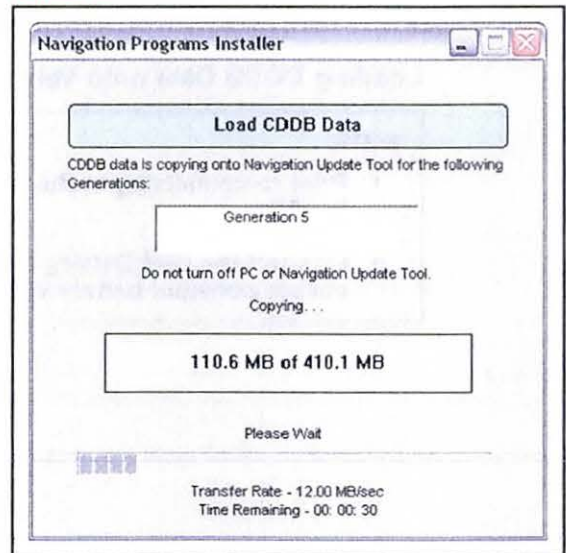 Navigation Programs Installer
Load CDDB Data
CDDB data is copying onto Navigation Update Tool for the following
Generations:
Generation 5
Do not turn off PC or Navigation Update Tool.
Copying. . .
110.6 MB of 410.1 MB
Please Wait
Transfer Rate - 12.00 MB/sec
Time Remaining - 00: 00: 30